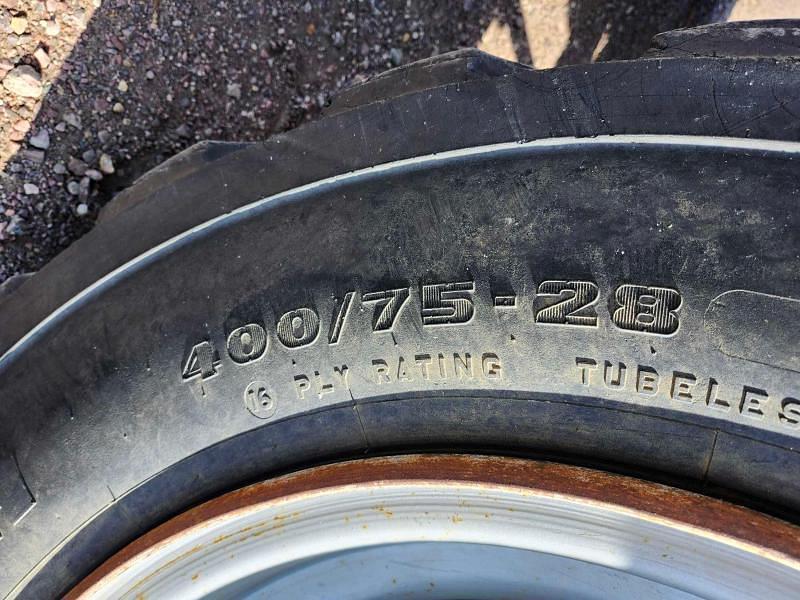 400/75-28
16 PLY RATING TUBELES